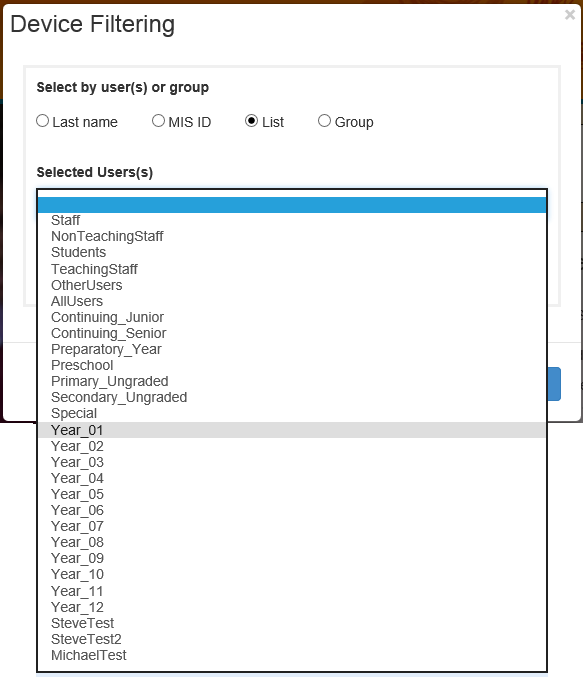 Device Filtering
×
Select by user(s) or group
Last name MIS ID List Group
Selected Users(s)
Staff
NonTeachingStaff
Students
TeachingStaff
OtherUsers
AllUsers
Continuing_Junior
Continuing_Senior
Preparatory_Year
Preschool
Primary_Ungraded
Secondary_Ungraded
Special
Year_01
Year_02
Year_03
Year_04
Year_05
Year_06
Year_07
Year_08
Year_09
Year_10
Year_11
Year_12
SteveTest
SteveTest2
MichaelTest